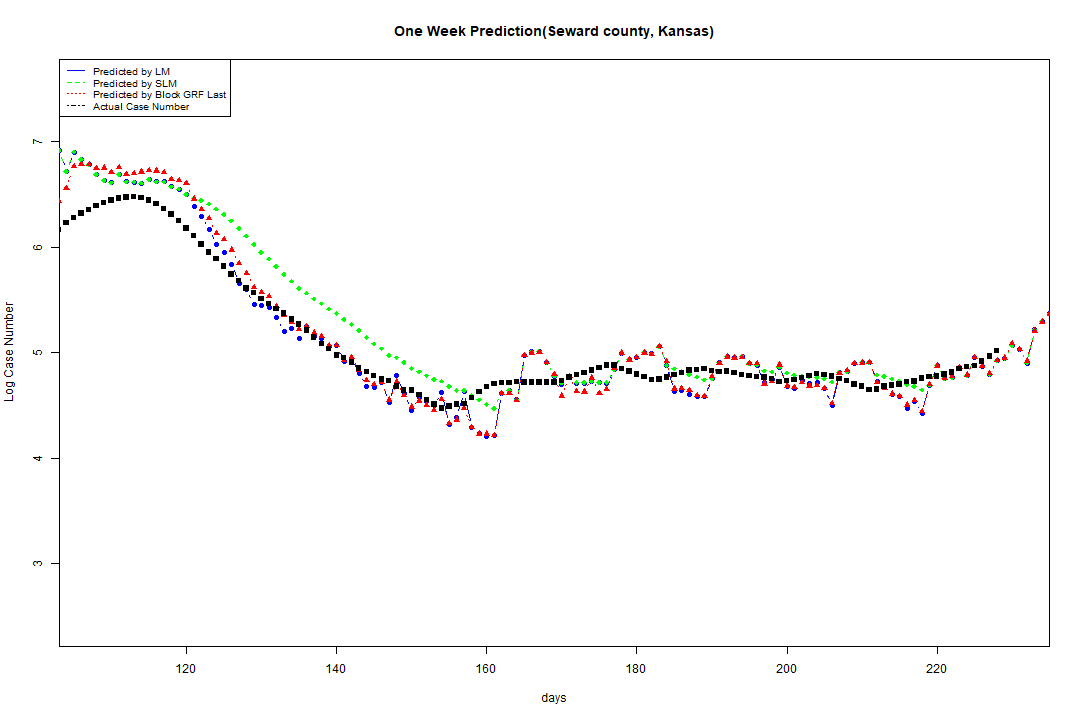 One Week Prediction(Seward county, Kansas)
Predicted by LM
Predicted by SLM
Predicted by Block GRF Last
Actual Case Number
7
6
5
4
3
Log Case Number
120 140 160 180 200 220
days